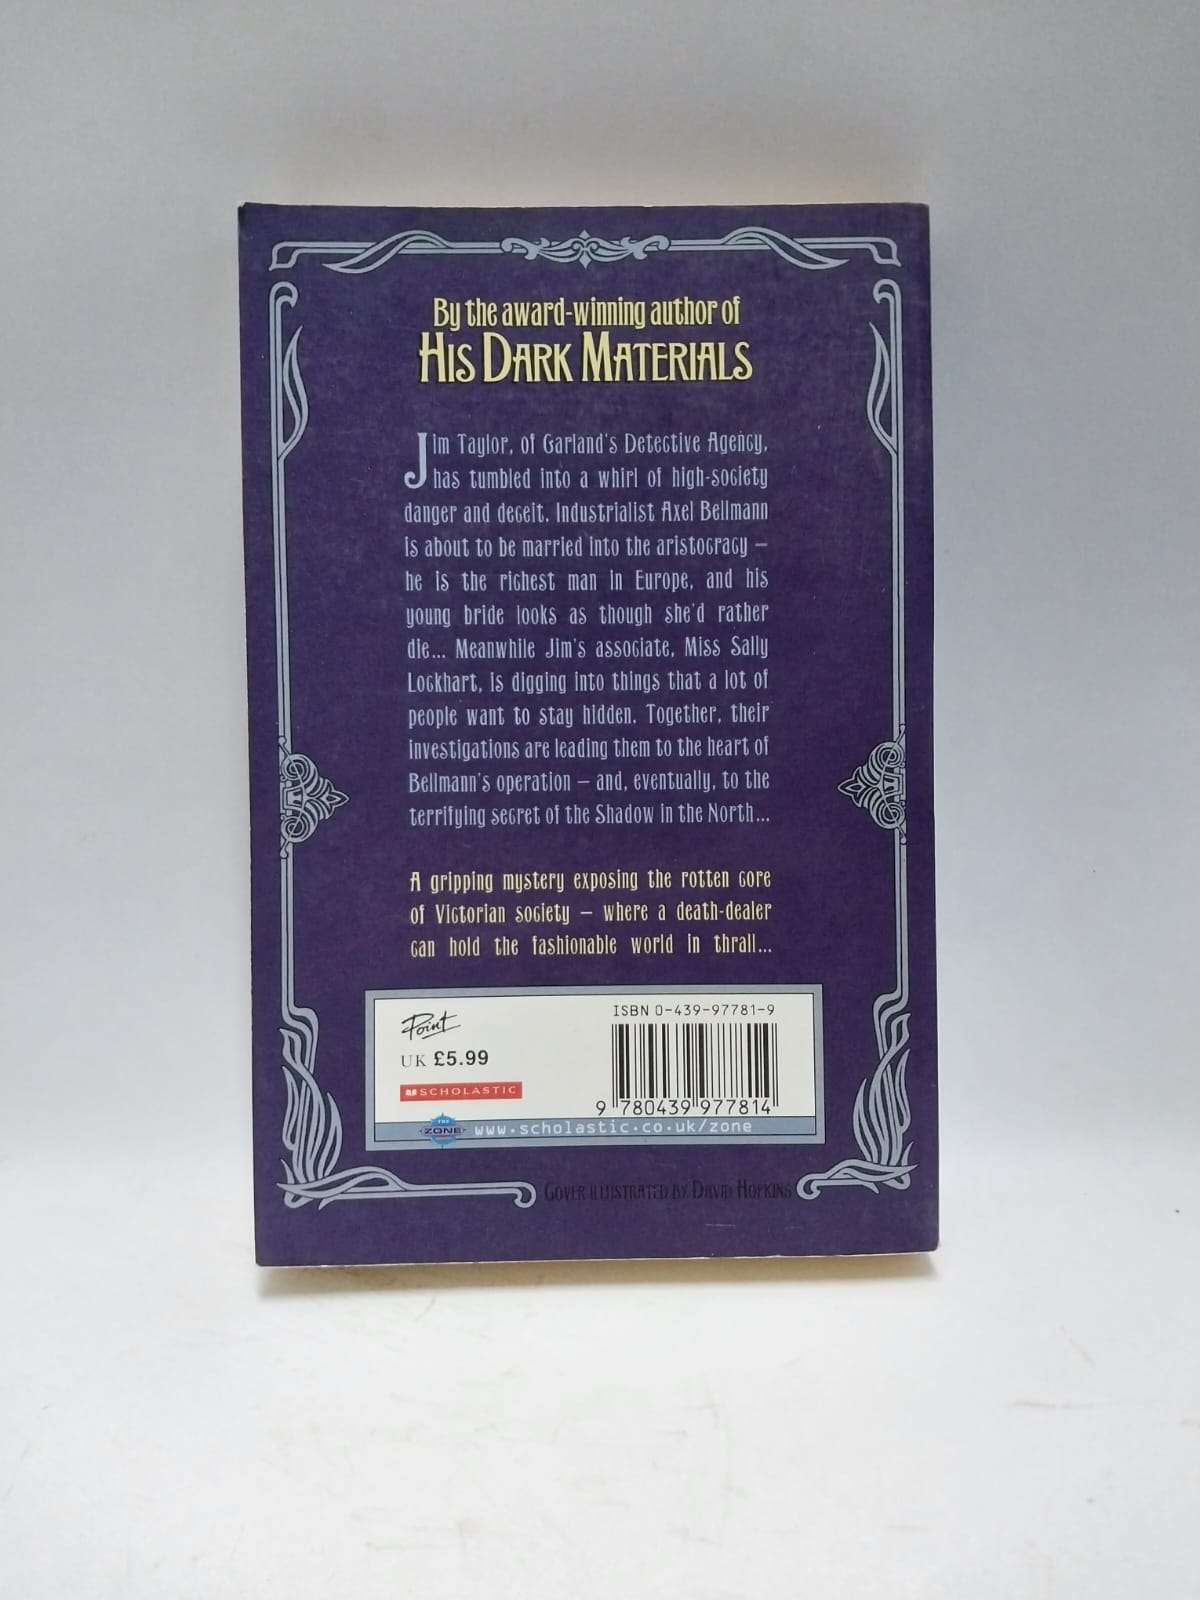 By the award-winning author of
HIS DARK MATERIALS
Jim Taylor, of Garland's Detective Agency,
has tumbled into a whirl of high-society
danger and deceit. Industrialist Axel Bellmann
is about to be married into the aristocracy –
he is the richest man in Europe, and his
young bride looks as though she'd rather
die... Meanwhile Jim's associate, Miss Sally
Lockhart, is digging into things that a lot of
people want to stay hidden. Together, their
investigations are leading them to the heart of
Bellmann's operation – and, eventually, to the
terrifying secret of the Shadow in the North...
A gripping mystery exposing the rotten core
of Victorian society – where a death-dealer
can hold the fashionable world in thrall...
Point
UK £5.99
SCHOLASTIC
ISBN 0-439-97781-9
9 780439 977814
THE ZONE www.scholastic.co.uk/zone
COVER ILLUSTRATED BY DAVID HOPKINS